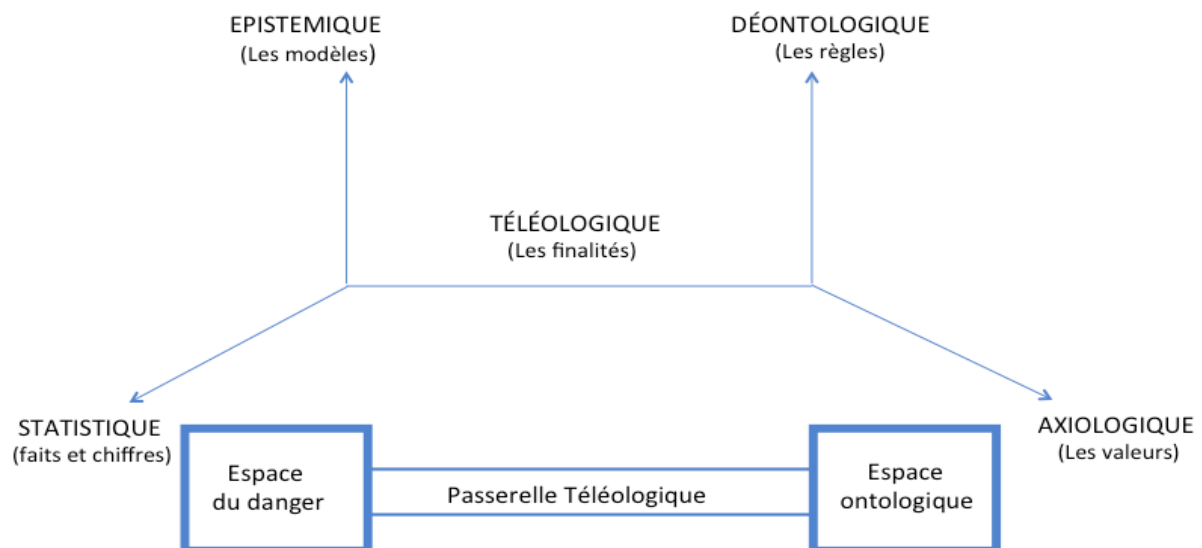 EPISTEMIQUE
(Les modèles)
DÉONTOLOGIQUE
(Les règles)
TÉLÉOLOGIQUE
(Les finalités)
STATISTIQUE
(faits et chiffres)
AXIOLOGIQUE
(Les valeurs)
Espace
du danger
Passerelle Téléologique
Espace
ontologique